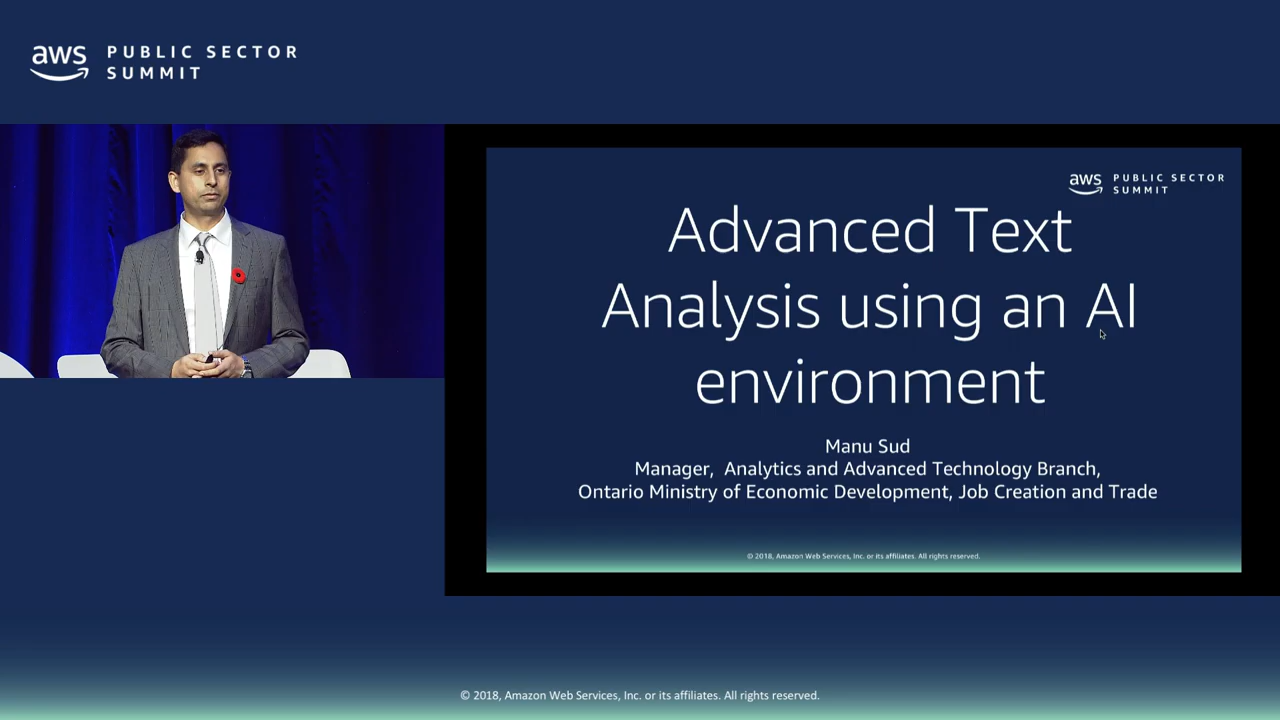 aws PUBLIC SECTOR
SUMMIT
aws PUBLIC SECTOR
SUMMIT
Advanced Text
Analysis using an AI
environment
Manu Sud
Manager, Analytics and Advanced Technology Branch,
Ontario Ministry of Economic Development, Job Creation and Trade
© 2018, Amazon Web Services, Inc. or its affiliates. All rights reserved.
© 2018, Amazon Web Services, Inc. or its affiliates. All rights reserved.